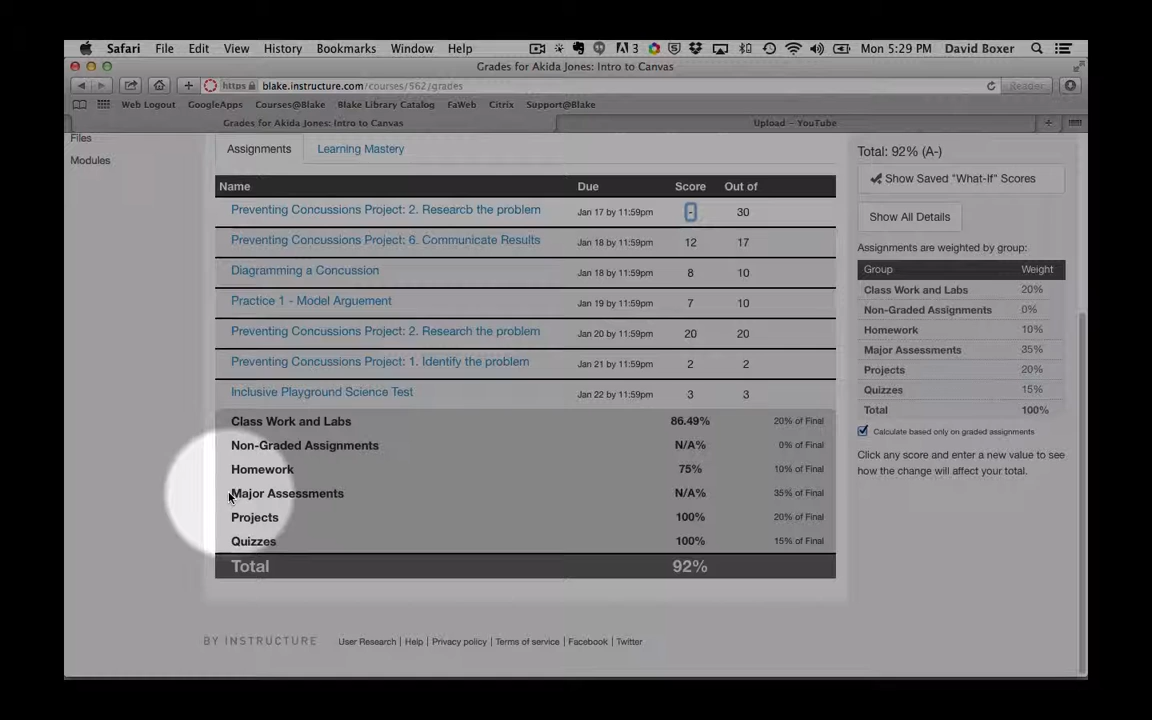 Safari File Edit View History Bookmarks Window Help 3 Mon 5:29 PM David Boxer
Grades for Akida Jones: Intro to Canvas
https blake.instructure.com/courses/562/grades Reader
Web Logout GoogleApps Courses@Blake Blake Library Catalog FaWeb Citrix Support@Blake
Grades for Akida Jones: Intro to Canvas Upload – YouTube +
Files
Modules
Assignments Learning Mastery
Name Due Score Out of
Preventing Concussions Project: 2. Researcb the problem Jan 17 by 11:59pm - 30
Preventing Concussions Project: 6. Communicate Results Jan 18 by 11:59pm 12 17
Diagramming a Concussion Jan 18 by 11:59pm 8 10
Practice 1 - Model Arguement Jan 19 by 11:59pm 7 10
Preventing Concussions Project: 2. Research the problem Jan 20 by 11:59pm 20 20
Preventing Concussions Project: 1. Identify the problem Jan 21 by 11:59pm 2 2
Inclusive Playground Science Test Jan 22 by 11:59pm 3 3
Class Work and Labs 86.49% 20% of Final
Non-Graded Assignments N/A% 0% of Final
Homework 75% 10% of Final
Major Assessments N/A% 35% of Final
Projects 100% 20% of Final
Quizzes 100% 15% of Final
Total 92%
Total: 92% (A-)
Show Saved "What-If" Scores
Show All Details
Assignments are weighted by group:
Group Weight
Class Work and Labs 20%
Non-Graded Assignments 0%
Homework 10%
Major Assessments 35%
Projects 20%
Quizzes 15%
Total 100%
Calculate based only on graded assignments
Click any score and enter a new value to see
how the change will affect your total.
BY INSTRUCTURE User Research | Help | Privacy policy | Terms of service | Facebook | Twitter